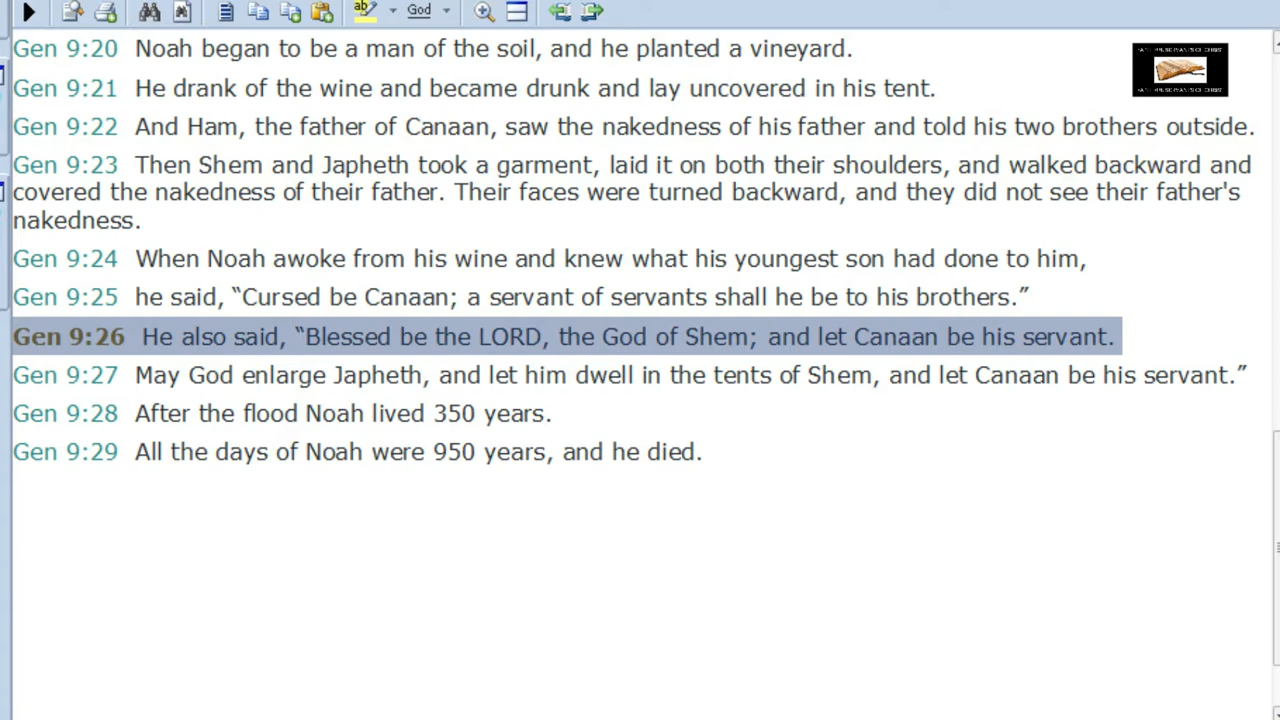 ab
God
Gen 9:20 Noah began to be a man of the soil, and he planted a vineyard.
Gen 9:21 He drank of the wine and became drunk and lay uncovered in his tent.
Gen 9:22 And Ham, the father of Canaan, saw the nakedness of his father and told his two brothers outside.
Gen 9:23 Then Shem and Japheth took a garment, laid it on both their shoulders, and walked backward and
covered the nakedness of their father. Their faces were turned backward, and they did not see their father's
nakedness.
Gen 9:24 When Noah awoke from his wine and knew what his youngest son had done to him,
Gen 9:25 he said, “Cursed be Canaan; a servant of servants shall he be to his brothers.”
Gen 9:26 He also said, “Blessed be the LORD, the God of Shem; and let Canaan be his servant.
Gen 9:27 May God enlarge Japheth, and let him dwell in the tents of Shem, and let Canaan be his servant.”
Gen 9:28 After the flood Noah lived 350 years.
Gen 9:29 All the days of Noah were 950 years, and he died.